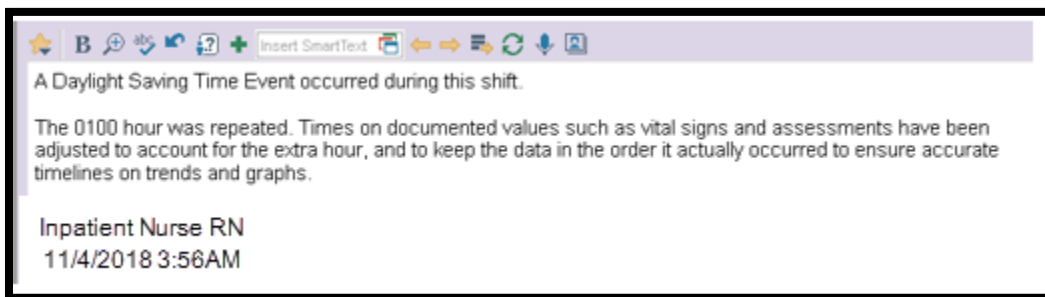 B abc Insert SmartText
A Daylight Saving Time Event occurred during this shift.
The 0100 hour was repeated. Times on documented values such as vital signs and assessments have been
adjusted to account for the extra hour, and to keep the data in the order it actually occurred to ensure accurate
timelines on trends and graphs.
Inpatient Nurse RN
11/4/2018 3:56AM